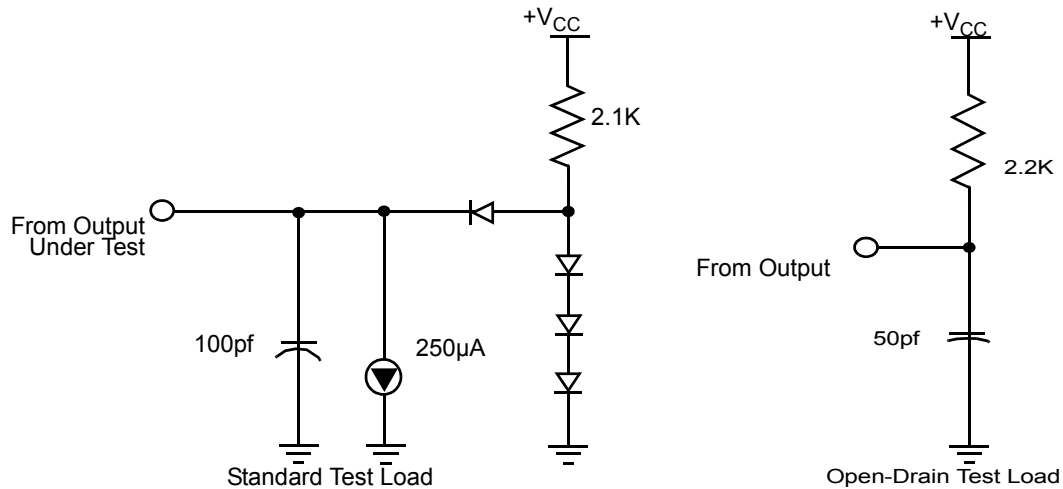 +VCC
2.1K
From Output
Under Test
100pf
250µA
Standard Test Load
+VCC
2.2K
From Output
50pf
Open-Drain Test Load